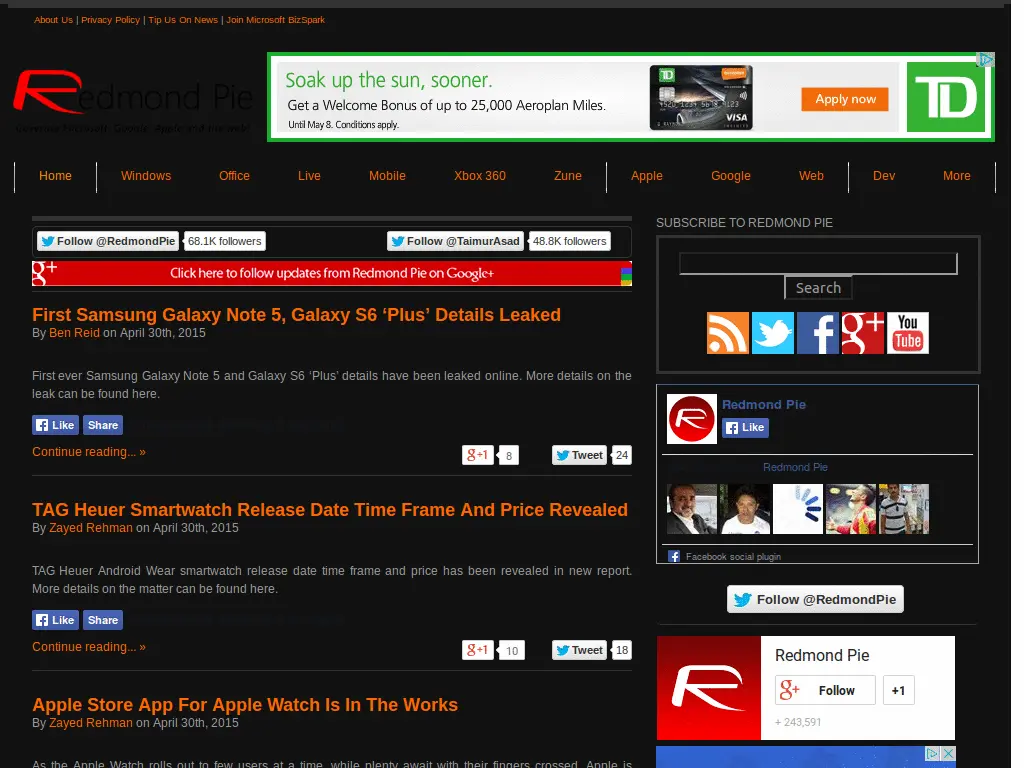 About Us | Privacy Policy | Tip Us On News | Join Microsoft BizSpark
Redmond Pie
Soak up the sun, sooner.
Get a Welcome Bonus of up to 25,000 Aeroplan Miles.
Until May 8. Conditions apply.
TD
VISA
Apply now
TD
Home Windows Office Live Mobile Xbox 360 Zune Apple Google Web Dev More
Follow @RedmondPie 68.1K followers Follow @TaimurAsad 48.8K followers
g+ Click here to follow updates from Redmond Pie on Google+
First Samsung Galaxy Note 5, Galaxy S6 ‘Plus’ Details Leaked
By Ben Reid on April 30th, 2015
First ever Samsung Galaxy Note 5 and Galaxy S6 ‘Plus’ details have been leaked online. More details on the
leak can be found here.
Like Share
Continue reading... » g+1 8 Tweet 24
TAG Heuer Smartwatch Release Date Time Frame And Price Revealed
By Zayed Rehman on April 30th, 2015
TAG Heuer Android Wear smartwatch release date time frame and price has been revealed in new report.
More details on the matter can be found here.
Like Share
Continue reading... » g+1 10 Tweet 18
Apple Store App For Apple Watch Is In The Works
By Zayed Rehman on April 30th, 2015
As the Apple Watch rolls out to few users at a time, while plenty await with their fingers crossed, Apple is
SUBSCRIBE TO REDMOND PIE
Search
g+ You Tube
Redmond Pie
Like
Redmond Pie
Facebook social plugin
Follow @RedmondPie
Redmond Pie
g+ Follow +1
+ 243,591